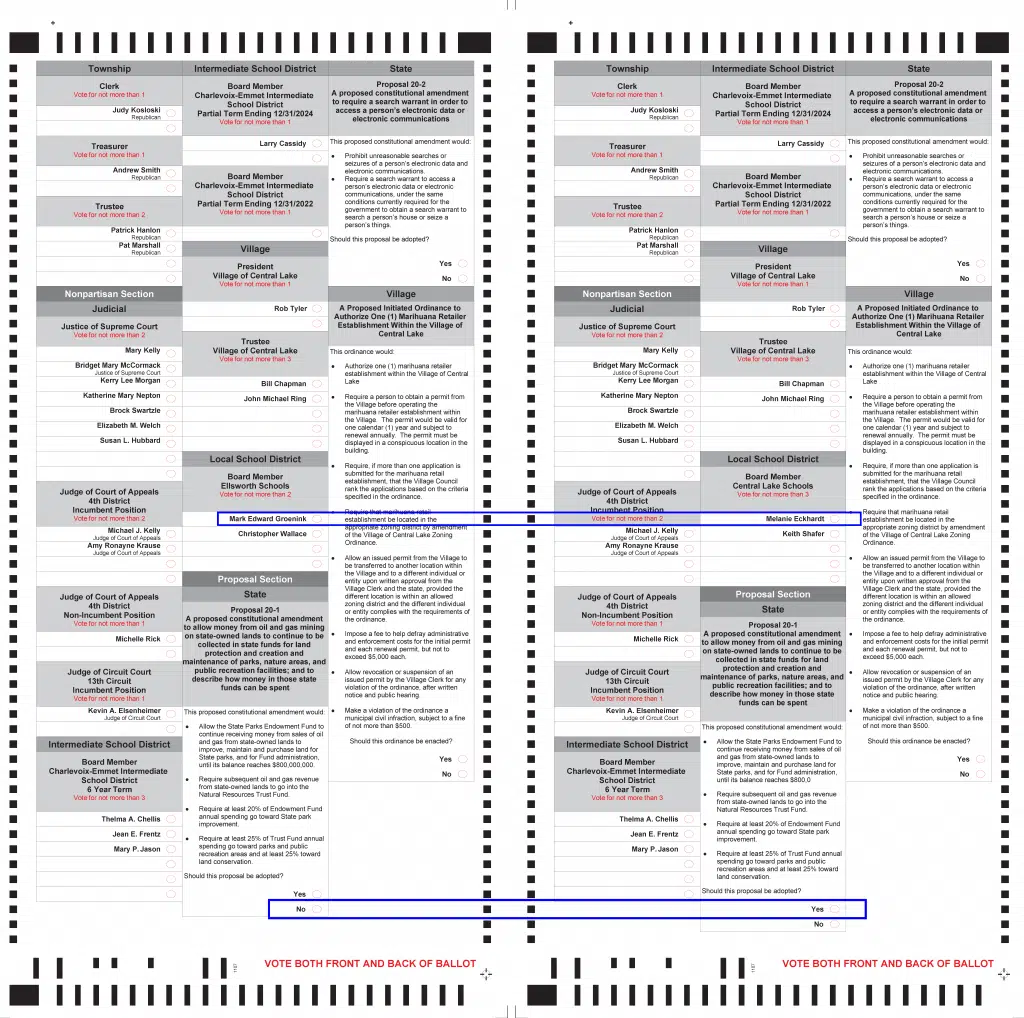 Township
Clerk
Vote for not more than 1
Judy Kosloski
Republican
Treasurer
Vote for not more than 1
Andrew Smith
Republican
Trustee
Vote for not more than 2
Patrick Hanlon
Republican
Pat Marshall
Republican
Nonpartisan Section
Judicial
Justice of Supreme Court
Vote for not more than 2
Mary Kelly
Bridget Mary McCormack
Justice of Supreme Court
Kerry Lee Morgan
Katherine Mary Nepton
Brock Swartzle
Elizabeth M. Welch
Susan L. Hubbard
Judge of Court of Appeals
4th District
Incumbent Position
Vote for not more than 2
Michael J. Kelly
Judge of Court of Appeals
Amy Ronayne Krause
Judge of Court of Appeals
Judge of Court of Appeals
4th District
Non-Incumbent Position
Vote for not more than 1
Michelle Rick
Judge of Circuit Court
13th Circuit
Incumbent Position
Vote for not more than 1
Kevin A. Elsenheimer
Judge of Circuit Court
Intermediate School District
Board Member
Charlevoix-Emmet Intermediate
School District
6 Year Term
Vote for not more than 3
Thelma A. Chellis
Jean E. Frentz
Mary P. Jason
Intermediate School District
Board Member
Charlevoix-Emmet Intermediate
School District
Partial Term Ending 12/31/2024
Vote for not more than 1
Larry Cassidy
Board Member
Charlevoix-Emmet Intermediate
School District
Partial Term Ending 12/31/2022
Vote for not more than 1
Village
President
Village of Central Lake
Vote for not more than 1
Rob Tyler
Trustee
Village of Central Lake
Vote for not more than 3
Bill Chapman
John Michael Ring
Local School District
Board Member
Ellsworth Schools
Vote for not more than 2
Mark Edward Groenink
Christopher Wallace
Proposal Section
State
Proposal 20-1
A proposed constitutional amendment
to allow money from oil and gas mining
on state-owned lands to continue to be
collected in state funds for land
protection and creation and
maintenance of parks, nature areas, and
public recreation facilities; and to
describe how money in those state
funds can be spent
This proposed constitutional amendment would:
• Allow the State Parks Endowment Fund to
continue receiving money from sales of oil
and gas from state-owned lands to
improve, maintain and purchase land for
State parks, and for Fund administration,
until its balance reaches $800,000,000.
• Require subsequent oil and gas revenue
from state-owned lands to go into the
Natural Resources Trust Fund.
• Require at least 20% of Endowment Fund
annual spending go toward State park
improvement.
• Require at least 25% of Trust Fund annual
spending go toward parks and public
recreation areas and at least 25% toward
land conservation.
Should this proposal be adopted?
Yes
No
State
Proposal 20-2
A proposed constitutional amendment
to require a search warrant in order to
access a person's electronic data or
electronic communications
This proposed constitutional amendment would:
• Prohibit unreasonable searches or
seizures of a person's electronic data and
electronic communications.
• Require a search warrant to access a
person's electronic data or electronic
communications, under the same
conditions currently required for the
government to obtain a search warrant to
search a person's house or seize a
person's things.
Should this proposal be adopted?
Yes
No
Village
A Proposed Initiated Ordinance to
Authorize One (1) Marihuana Retailer
Establishment Within the Village of
Central Lake
This ordinance would:
• Authorize one (1) marihuana retailer
establishment within the Village of Central
Lake
• Require a person to obtain a permit from
the Village before operating the
marihuana retailer establishment within
the Village. The permit would be valid for
one calendar (1) year and subject to
renewal annually. The permit must be
displayed in a conspicuous location in the
building.
• Require, if more than one application is
submitted for the marihuana retail
establishment, that the Village Council
rank the applications based on the criteria
specified in the ordinance.
• Require that marihuana retail
establishment be located in the
appropriate zoning district by amendment
of the Village of Central Lake Zoning
Ordinance.
• Allow an issued permit from the Village to
be transferred to another location within
the Village and to a different individual or
entity upon written approval from the
Village Clerk and the state, provided the
different location is within an allowed
zoning district and the different individual
or entity complies with the requirements of
the ordinance.
• Impose a fee to help defray administrative
and enforcement costs for the initial permit
and each renewal permit, but not to
exceed $5,000 each.
• Allow revocation or suspension of an
issued permit by the Village Clerk for any
violation of the ordinance, after written
notice and public hearing.
• Make a violation of the ordinance a
municipal civil infraction, subject to a fine
of not more than $500.
Should this ordinance be enacted?
Yes
No
VOTE BOTH FRONT AND BACK OF BALLOT
Township
Clerk
Vote for not more than 1
Judy Kosloski
Republican
Treasurer
Vote for not more than 1
Andrew Smith
Republican
Trustee
Vote for not more than 2
Patrick Hanlon
Republican
Pat Marshall
Republican
Nonpartisan Section
Judicial
Justice of Supreme Court
Vote for not more than 2
Mary Kelly
Bridget Mary McCormack
Justice of Supreme Court
Kerry Lee Morgan
Katherine Mary Nepton
Brock Swartzle
Elizabeth M. Welch
Susan L. Hubbard
Judge of Court of Appeals
4th District
Incumbent Position
Vote for not more than 2
Michael J. Kelly
Judge of Court of Appeals
Amy Ronayne Krause
Judge of Court of Appeals
Judge of Court of Appeals
4th District
Non-Incumbent Position
Vote for not more than 1
Michelle Rick
Judge of Circuit Court
13th Circuit
Incumbent Position
Vote for not more than 1
Kevin A. Elsenheimer
Judge of Circuit Court
Intermediate School District
Board Member
Charlevoix-Emmet Intermediate
School District
6 Year Term
Vote for not more than 3
Thelma A. Chellis
Jean E. Frentz
Mary P. Jason
Intermediate School District
Board Member
Charlevoix-Emmet Intermediate
School District
Partial Term Ending 12/31/2024
Vote for not more than 1
Larry Cassidy
Board Member
Charlevoix-Emmet Intermediate
School District
Partial Term Ending 12/31/2022
Vote for not more than 1
Village
President
Village of Central Lake
Vote for not more than 1
Rob Tyler
Trustee
Village of Central Lake
Vote for not more than 3
Bill Chapman
John Michael Ring
Local School District
Board Member
Central Lake Schools
Vote for not more than 3
Melanie Eckhardt
Keith Shafer
Proposal Section
State
Proposal 20-1
A proposed constitutional amendment
to allow money from oil and gas mining
on state-owned lands to continue to be
collected in state funds for land
protection and creation and
maintenance of parks, nature areas, and
public recreation facilities; and to
describe how money in those state
funds can be spent
This proposed constitutional amendment would:
• Allow the State Parks Endowment Fund to
continue receiving money from sales of oil
and gas from state-owned lands to
improve, maintain and purchase land for
State parks, and for Fund administration,
until its balance reaches $800,0
• Require subsequent oil and gas revenue
from state-owned lands to go into the
Natural Resources Trust Fund.
• Require at least 20% of Endowment Fund
annual spending go toward State park
improvement.
• Require at least 25% of Trust Fund annual
spending go toward parks and public
recreation areas and at least 25% toward
land conservation.
Should this proposal be adopted?
Yes
No
State
Proposal 20-2
A proposed constitutional amendment
to require a search warrant in order to
access a person's electronic data or
electronic communications
This proposed constitutional amendment would:
• Prohibit unreasonable searches or
seizures of a person's electronic data and
electronic communications.
• Require a search warrant to access a
person's electronic data or electronic
communications, under the same
conditions currently required for the
government to obtain a search warrant to
search a person's house or seize a
person's things.
Should this proposal be adopted?
Yes
No
Village
A Proposed Initiated Ordinance to
Authorize One (1) Marihuana Retailer
Establishment Within the Village of
Central Lake
This ordinance would:
• Authorize one (1) marihuana retailer
establishment within the Village of Central
Lake
• Require a person to obtain a permit from
the Village before operating the
marihuana retailer establishment within
the Village. The permit would be valid for
one calendar (1) year and subject to
renewal annually. The permit must be
displayed in a conspicuous location in the
building.
• Require, if more than one application is
submitted for the marihuana retail
establishment, that the Village Council
rank the applications based on the criteria
specified in the ordinance.
• Require that marihuana retail
establishment be located in the
appropriate zoning district by amendment
of the Village of Central Lake Zoning
Ordinance.
• Allow an issued permit from the Village to
be transferred to another location within
the Village and to a different individual or
entity upon written approval from the
Village Clerk and the state, provided the
different location is within an allowed
zoning district and the different individual
or entity complies with the requirements of
the ordinance.
• Impose a fee to help defray administrative
and enforcement costs for the initial permit
and each renewal permit, but not to
exceed $5,000 each.
• Allow revocation or suspension of an
issued permit by the Village Clerk for any
violation of the ordinance, after written
notice and public hearing.
• Make a violation of the ordinance a
municipal civil infraction, subject to a fine
of not more than $500.
Should this ordinance be enacted?
Yes
No
VOTE BOTH FRONT AND BACK OF BALLOT